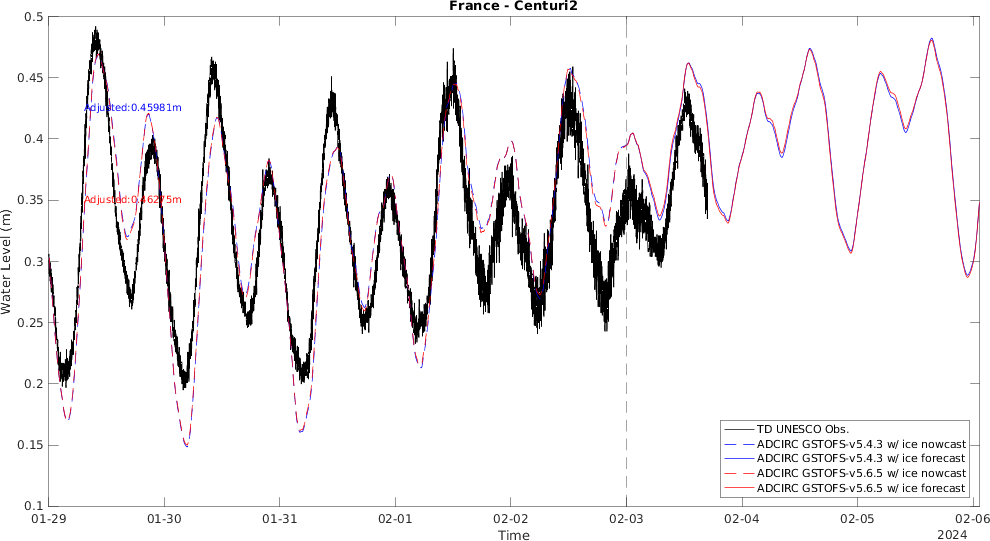 France - Centuri2
0.5
0.45
0.4
0.35
0.3
0.25
0.2
0.15
0.1
Water Level (m)
Adjusted:0.45981m
Adjusted:0.46275m
TD UNESCO Obs.
ADCIRC GSTOFS-v5.4.3 w/ ice nowcast
ADCIRC GSTOFS-v5.4.3 w/ ice forecast
ADCIRC GSTOFS-v5.6.5 w/ ice nowcast
ADCIRC GSTOFS-v5.6.5 w/ ice forecast
01-29 01-30 01-31 02-01 02-02 02-03 02-04 02-05 02-06
Time
2024